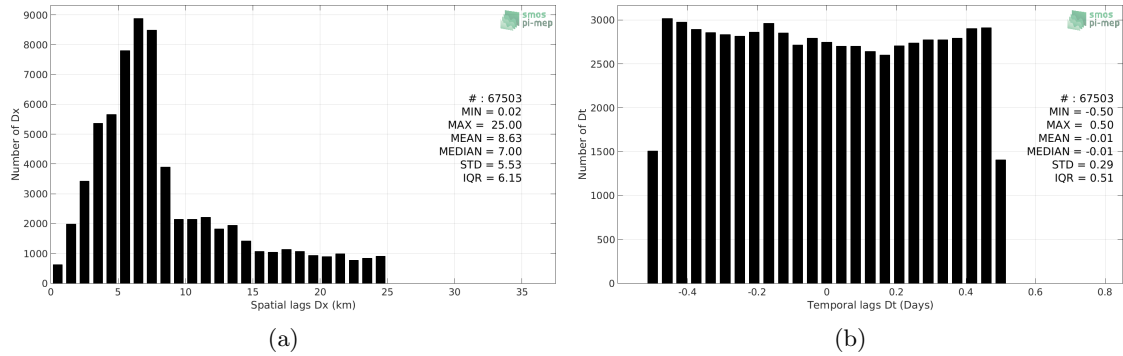 smos
pi-mep
9000
8000
7000
6000
5000
4000
3000
2000
1000
0
Number of Dx
# : 67503
MIN = 0.02
MAX = 25.00
MEAN = 8.63
MEDIAN = 7.00
STD = 5.53
IQR = 6.15
0 5 10 15 20 25 30 35
Spatial lags Dx (km)
(a)
smos
pi-mep
3000
2500
2000
1500
1000
500
0
Number of Dt
# : 67503
MIN = -0.50
MAX = 0.50
MEAN = -0.01
MEDIAN = -0.01
STD = 0.29
IQR = 0.51
-0.4 -0.2 0 0.2 0.4 0.6 0.8
Temporal lags Dt (Days)
(b)